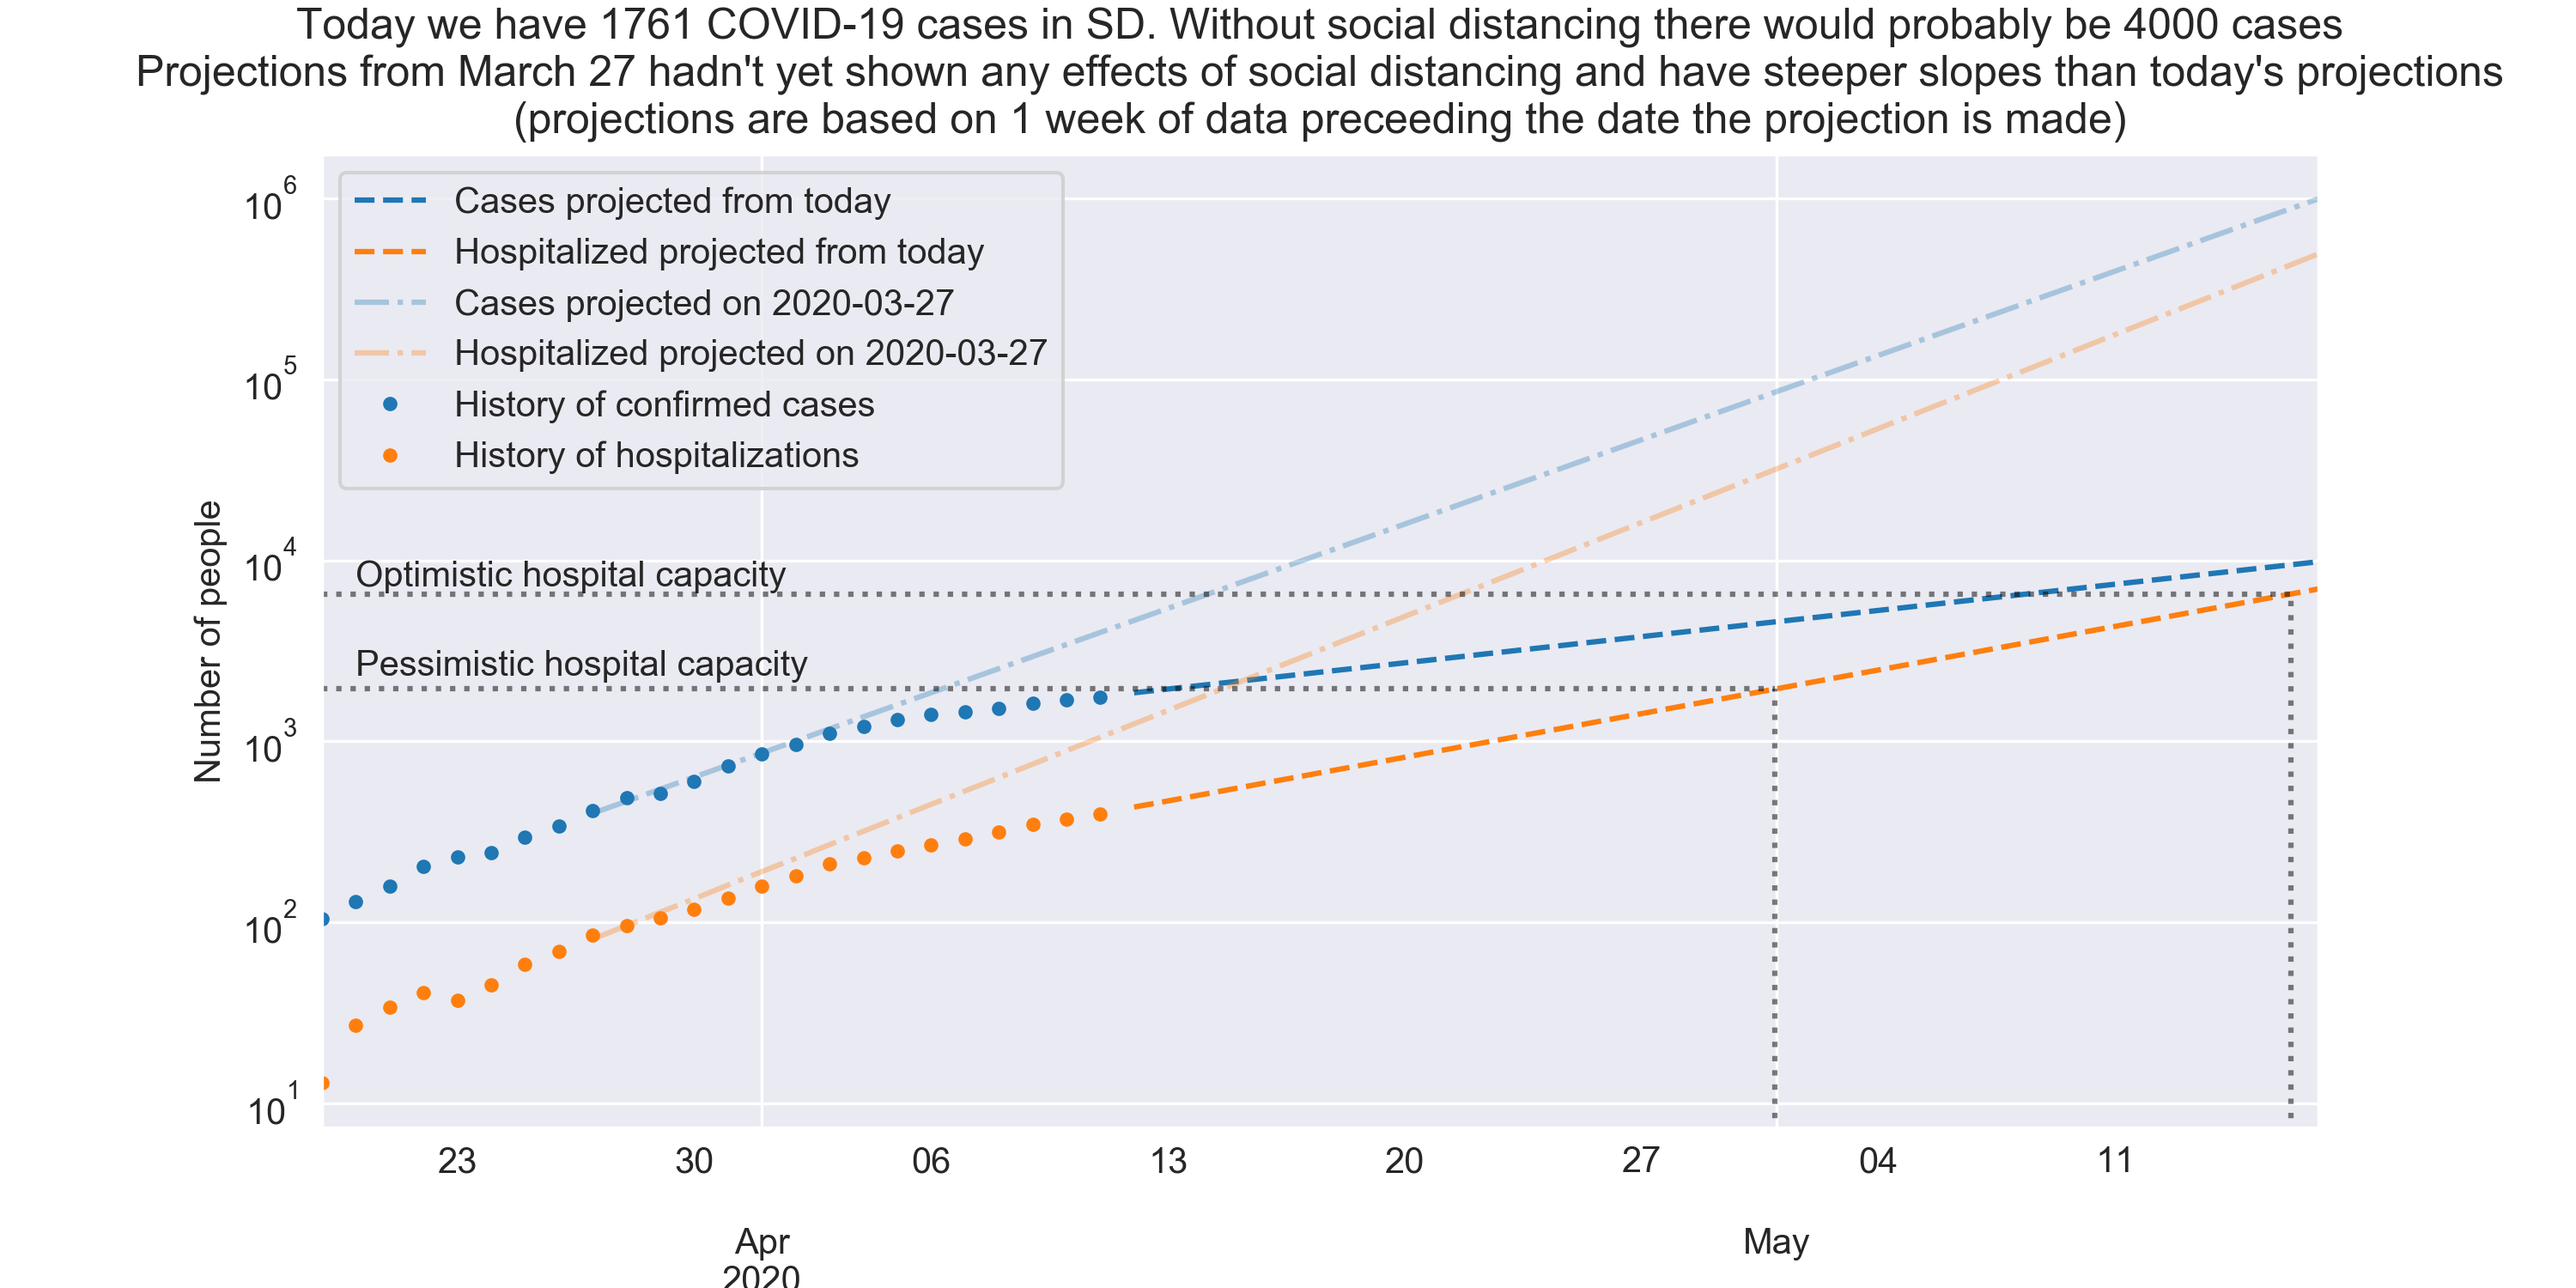 Today we have 1761 COVID-19 cases in SD. Without social distancing there would probably be 4000 cases
Projections from March 27 hadn't yet shown any effects of social distancing and have steeper slopes than today's projections
(projections are based on 1 week of data preceeding the date the projection is made)
Cases projected from today
Hospitalized projected from today
Cases projected on 2020-03-27
Hospitalized projected on 2020-03-27
History of confirmed cases
History of hospitalizations
Number of people
10^6
10^5
10^4
10^3
10^2
10^1
Optimistic hospital capacity
Pessimistic hospital capacity
23 30 06 13 20 27 04 11
Apr May
2020